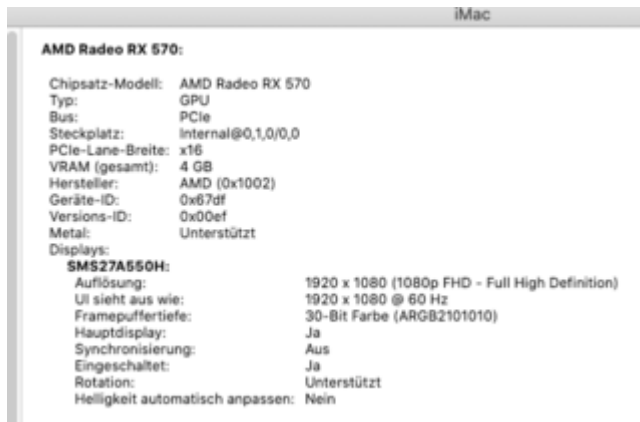 iMac
AMD Radeo RX 570:
Chipsatz-Modell: AMD Radeo RX 570
Typ: GPU
Bus: PCIe
Steckplatz: Internal@0,1,0/0,0
PCIe-Lane-Breite: x16
VRAM (gesamt): 4 GB
Hersteller: AMD (0x1002)
Geräte-ID: 0x67df
Versions-ID: 0x00ef
Metal: Unterstützt
Displays:
SMS27A550H:
Auflösung: 1920 x 1080 (1080p FHD - Full High Definition)
UI sieht aus wie: 1920 x 1080 @ 60 Hz
Framepuffertiefe: 30-Bit Farbe (ARGB2101010)
Hauptdisplay: Ja
Synchronisierung: Aus
Eingeschaltet: Ja
Rotation: Unterstützt
Helligkeit automatisch anpassen: Nein